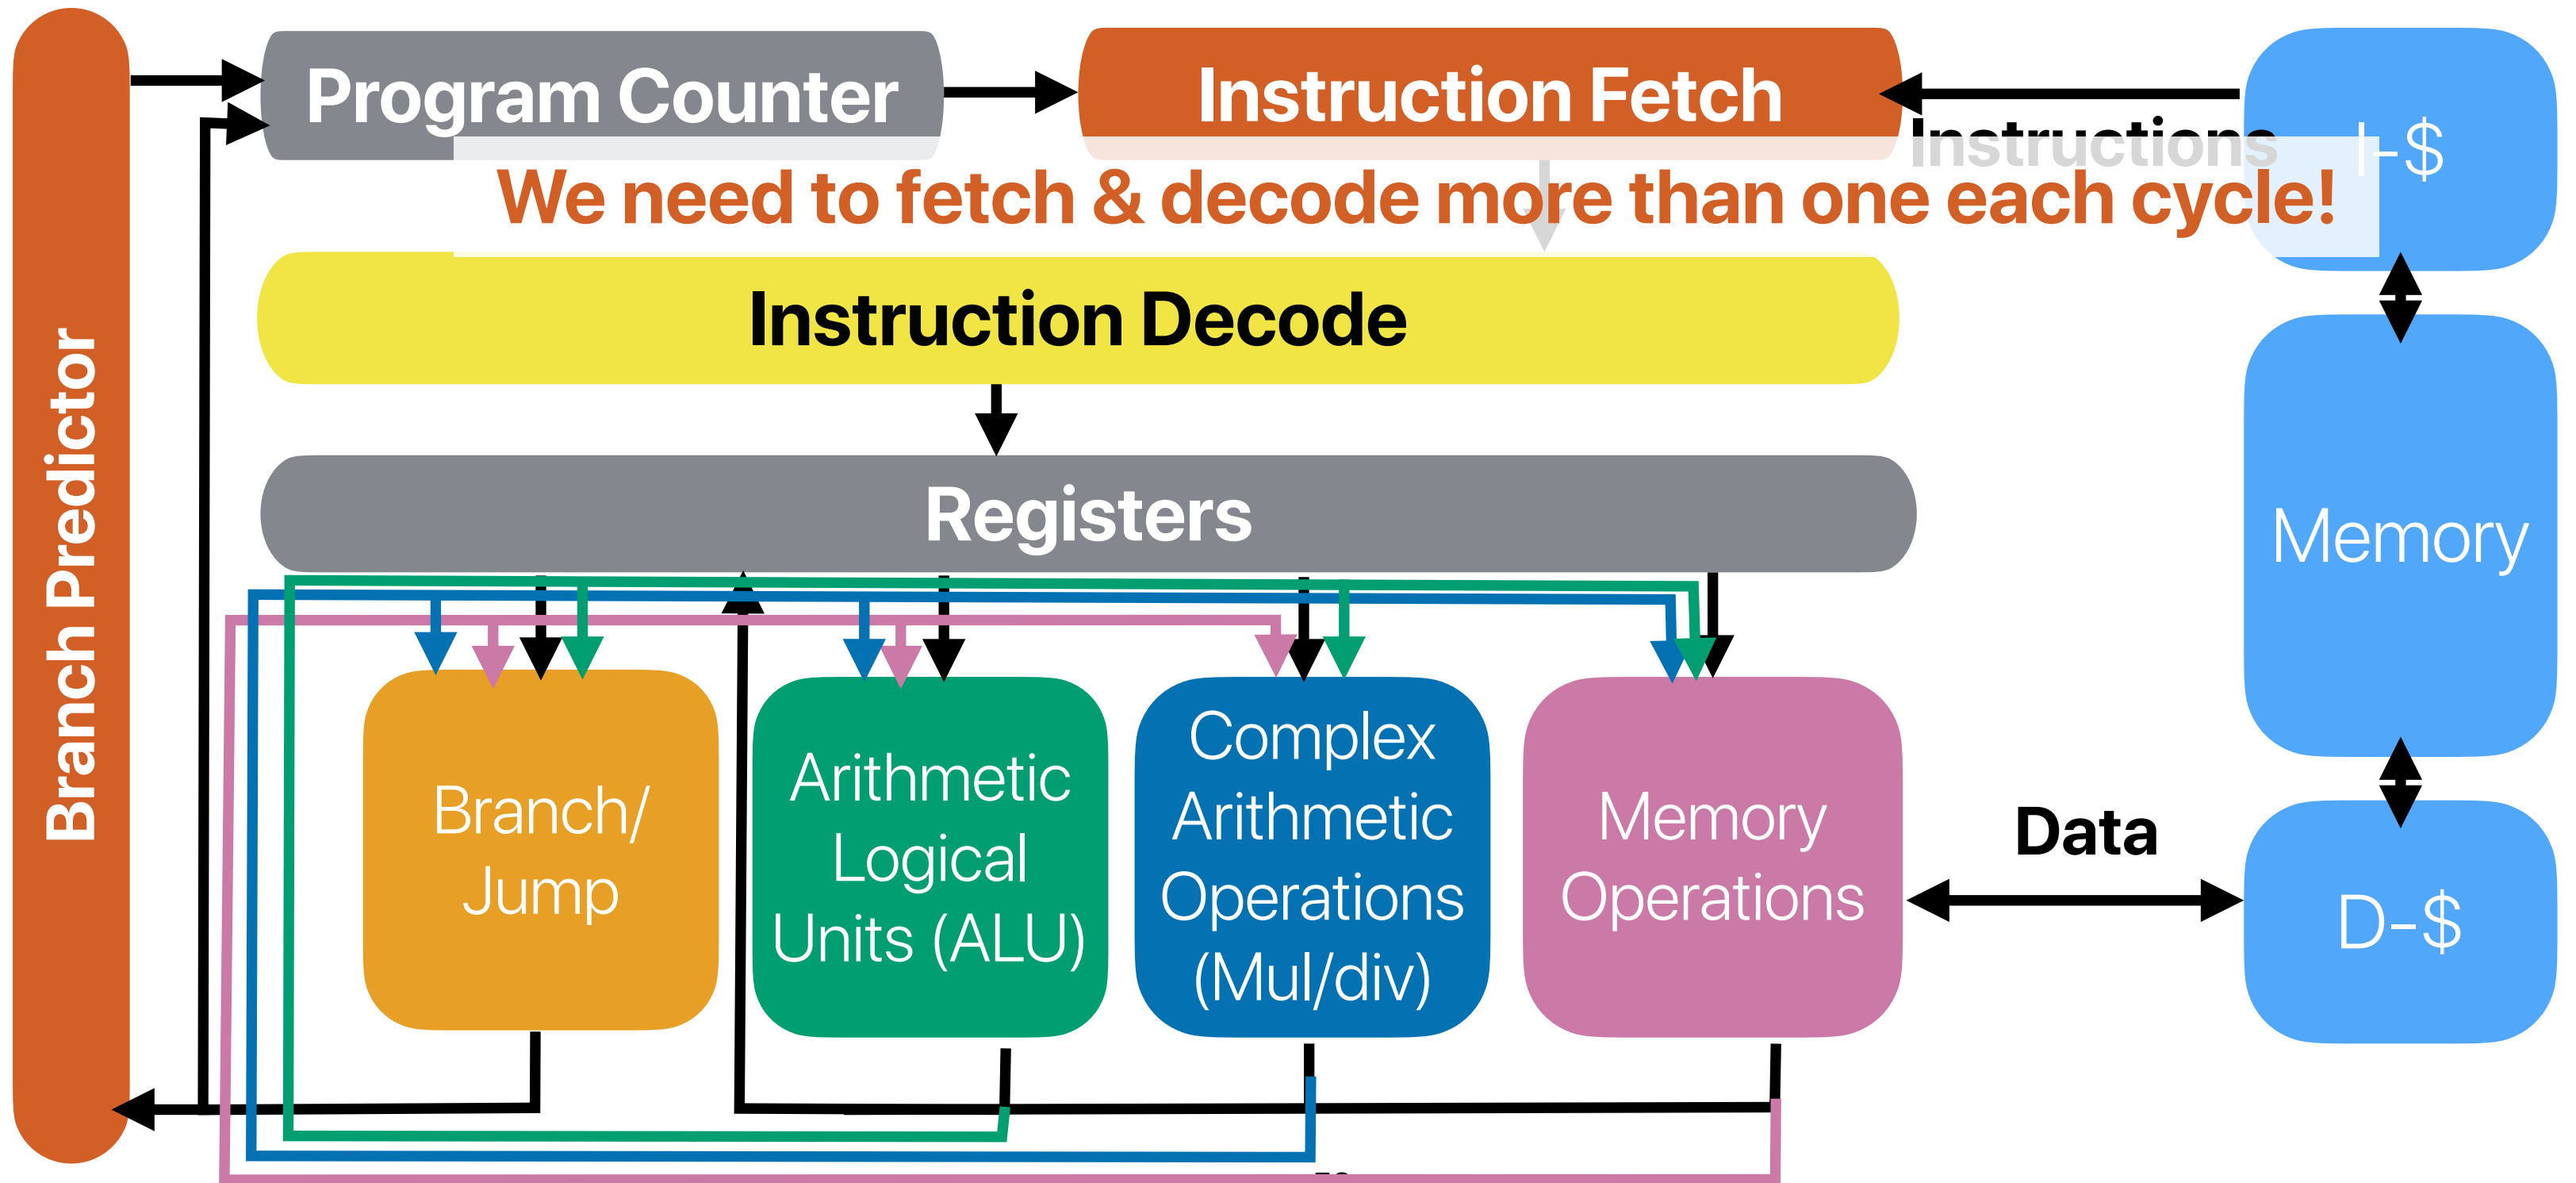 Program Counter
Instruction Fetch
Instructions
I-$
We need to fetch & decode more than one each cycle!
Instruction Decode
Registers
Branch Predictor
Memory
Branch/
Jump
Arithmetic
Logical
Units (ALU)
Complex
Arithmetic
Operations
(Mul/div)
Memory
Operations
Data
D-$